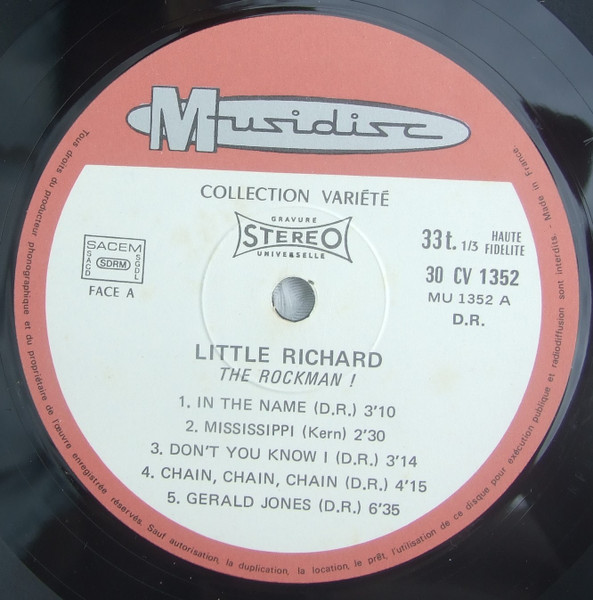 Musidisc
COLLECTION VARIÉTÉ
GRAVURE
STEREO
UNIVERSELLE
33 t. 1/3 HAUTE FIDELITE
30 CV 1352
MU 1352 A
D.R.
SACEM
SACD
SDRM
SGDL
FACE A
LITTLE RICHARD
THE ROCKMAN !
1. IN THE NAME (D.R.) 3'10
2. MISSISSIPPI (Kern) 2'30
3. DON'T YOU KNOW I (D.R.) 3'14
4. CHAIN, CHAIN, CHAIN (D.R.) 4'15
5. GERALD JONES (D.R.) 6'35
Tous droits du producteur phonographique et du propriétaire de l'œuvre enregistrée réservés. Sauf autorisation, la duplication, la location, le prêt, l'utilisation de ce disque pour exécution publique et radiodiffusion sont interdits - Made in France